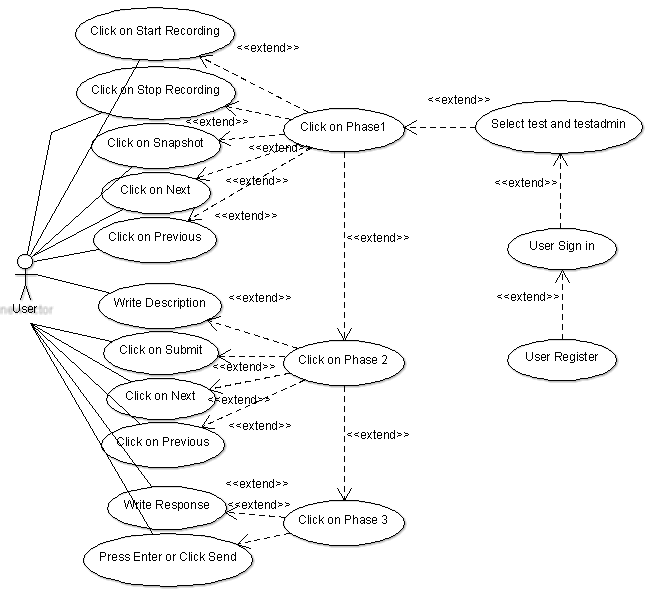 Click on Start Recording
<<extend>>
Click on Stop Recording
<<extend>>
<<extend>>
Click on Phase1
Select test and testadmin
Click on Snapshot
<<extend>>
Click on Next
<<extend>>
<<extend>>
<<extend>>
Click on Previous
<<extend>>
User Sign in
User
Write Description
<<extend>>
<<extend>>
Click on Submit
Click on Phase 2
User Register
<<extend>>
Click on Next
<<extend>>
<<extend>>
Click on Previous
<<extend>>
<<extend>>
Write Response
<<extend>>
Click on Phase 3
Press Enter or Click Send